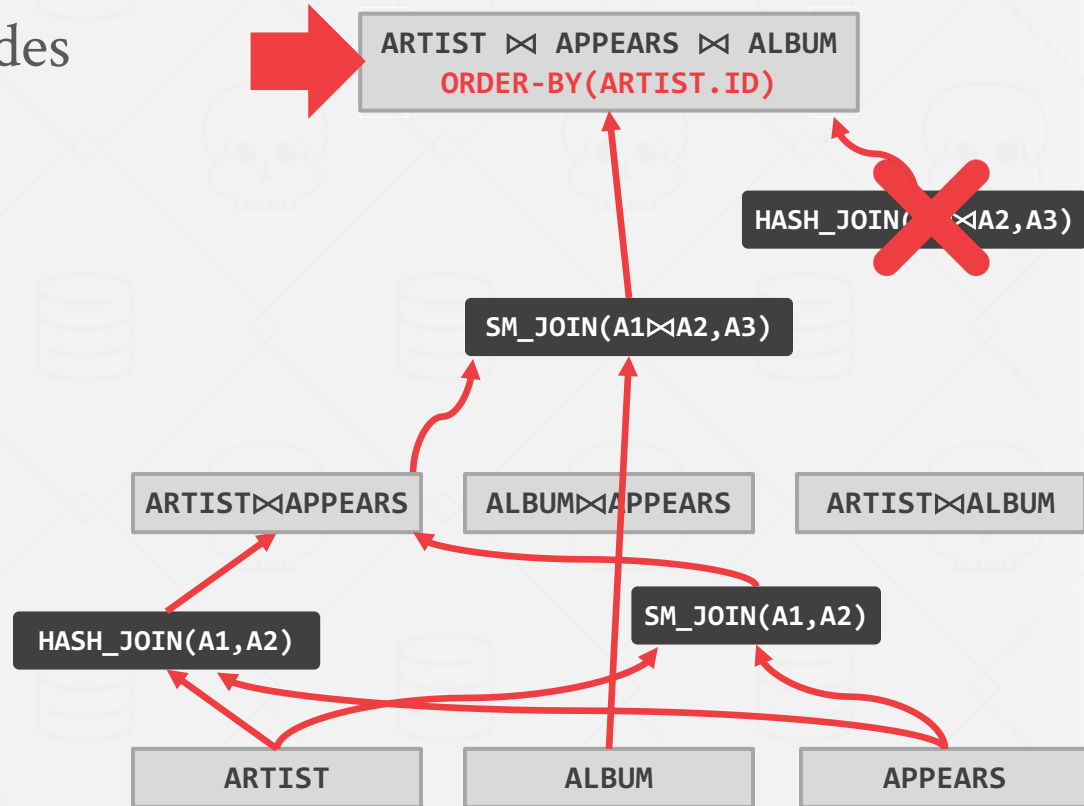 des
ARTIST ⋈ APPEARS ⋈ ALBUM
ORDER-BY(ARTIST.ID)
HASH_JOIN( ⋈A2,A3)
SM_JOIN(A1⋈A2,A3)
ARTIST⋈APPEARS
ALBUM⋈APPEARS
ARTIST⋈ALBUM
HASH_JOIN(A1,A2)
SM_JOIN(A1,A2)
ARTIST
ALBUM
APPEARS